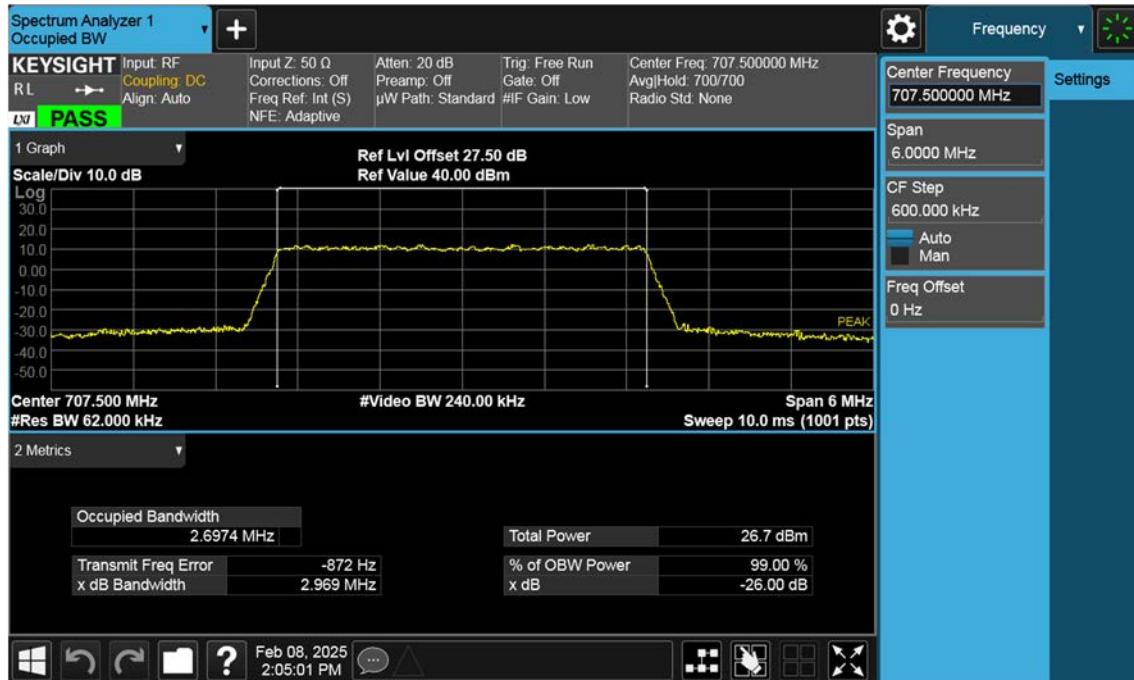 Spectrum Analyzer 1
Occupied BW
+
Frequency
KEYSIGHT
RL
LXI PASS
Input: RF
Coupling: DC
Align: Auto
Input Z: 50 Ω
Corrections: Off
Freq Ref: Int (S)
NFE: Adaptive
Atten: 20 dB
Preamp: Off
µW Path: Standard
Trig: Free Run
Gate: Off
#IF Gain: Low
Center Freq: 707.500000 MHz
Avg|Hold: 700/700
Radio Std: None
1 Graph
Scale/Div 10.0 dB
Ref Lvl Offset 27.50 dB
Ref Value 40.00 dBm
Log
30.0
20.0
10.0
0.00
-10.0
-20.0
-30.0
-40.0
-50.0
PEAK
Center 707.500 MHz
#Video BW 240.00 kHz
Span 6 MHz
#Res BW 62.000 kHz
Sweep 10.0 ms (1001 pts)
2 Metrics
Occupied Bandwidth
2.6974 MHz
Total Power 26.7 dBm
Transmit Freq Error -872 Hz
% of OBW Power 99.00 %
x dB Bandwidth 2.969 MHz
x dB -26.00 dB
Center Frequency
707.500000 MHz
Settings
Span
6.0000 MHz
CF Step
600.000 kHz
Auto
Man
Freq Offset
0 Hz
?
Feb 08, 2025
2:05:01 PM